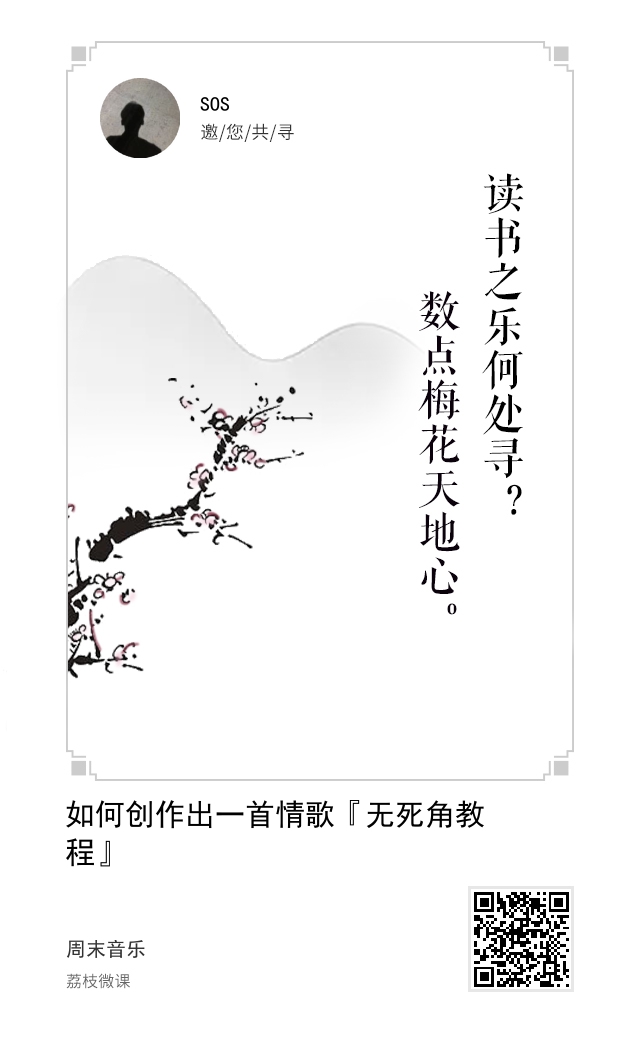 SOS
邀/您/共/寻
读书之乐何处寻？
数点梅花天地心。
如何创作出一首情歌『无死角教
程』
周末音乐
荔枝微课